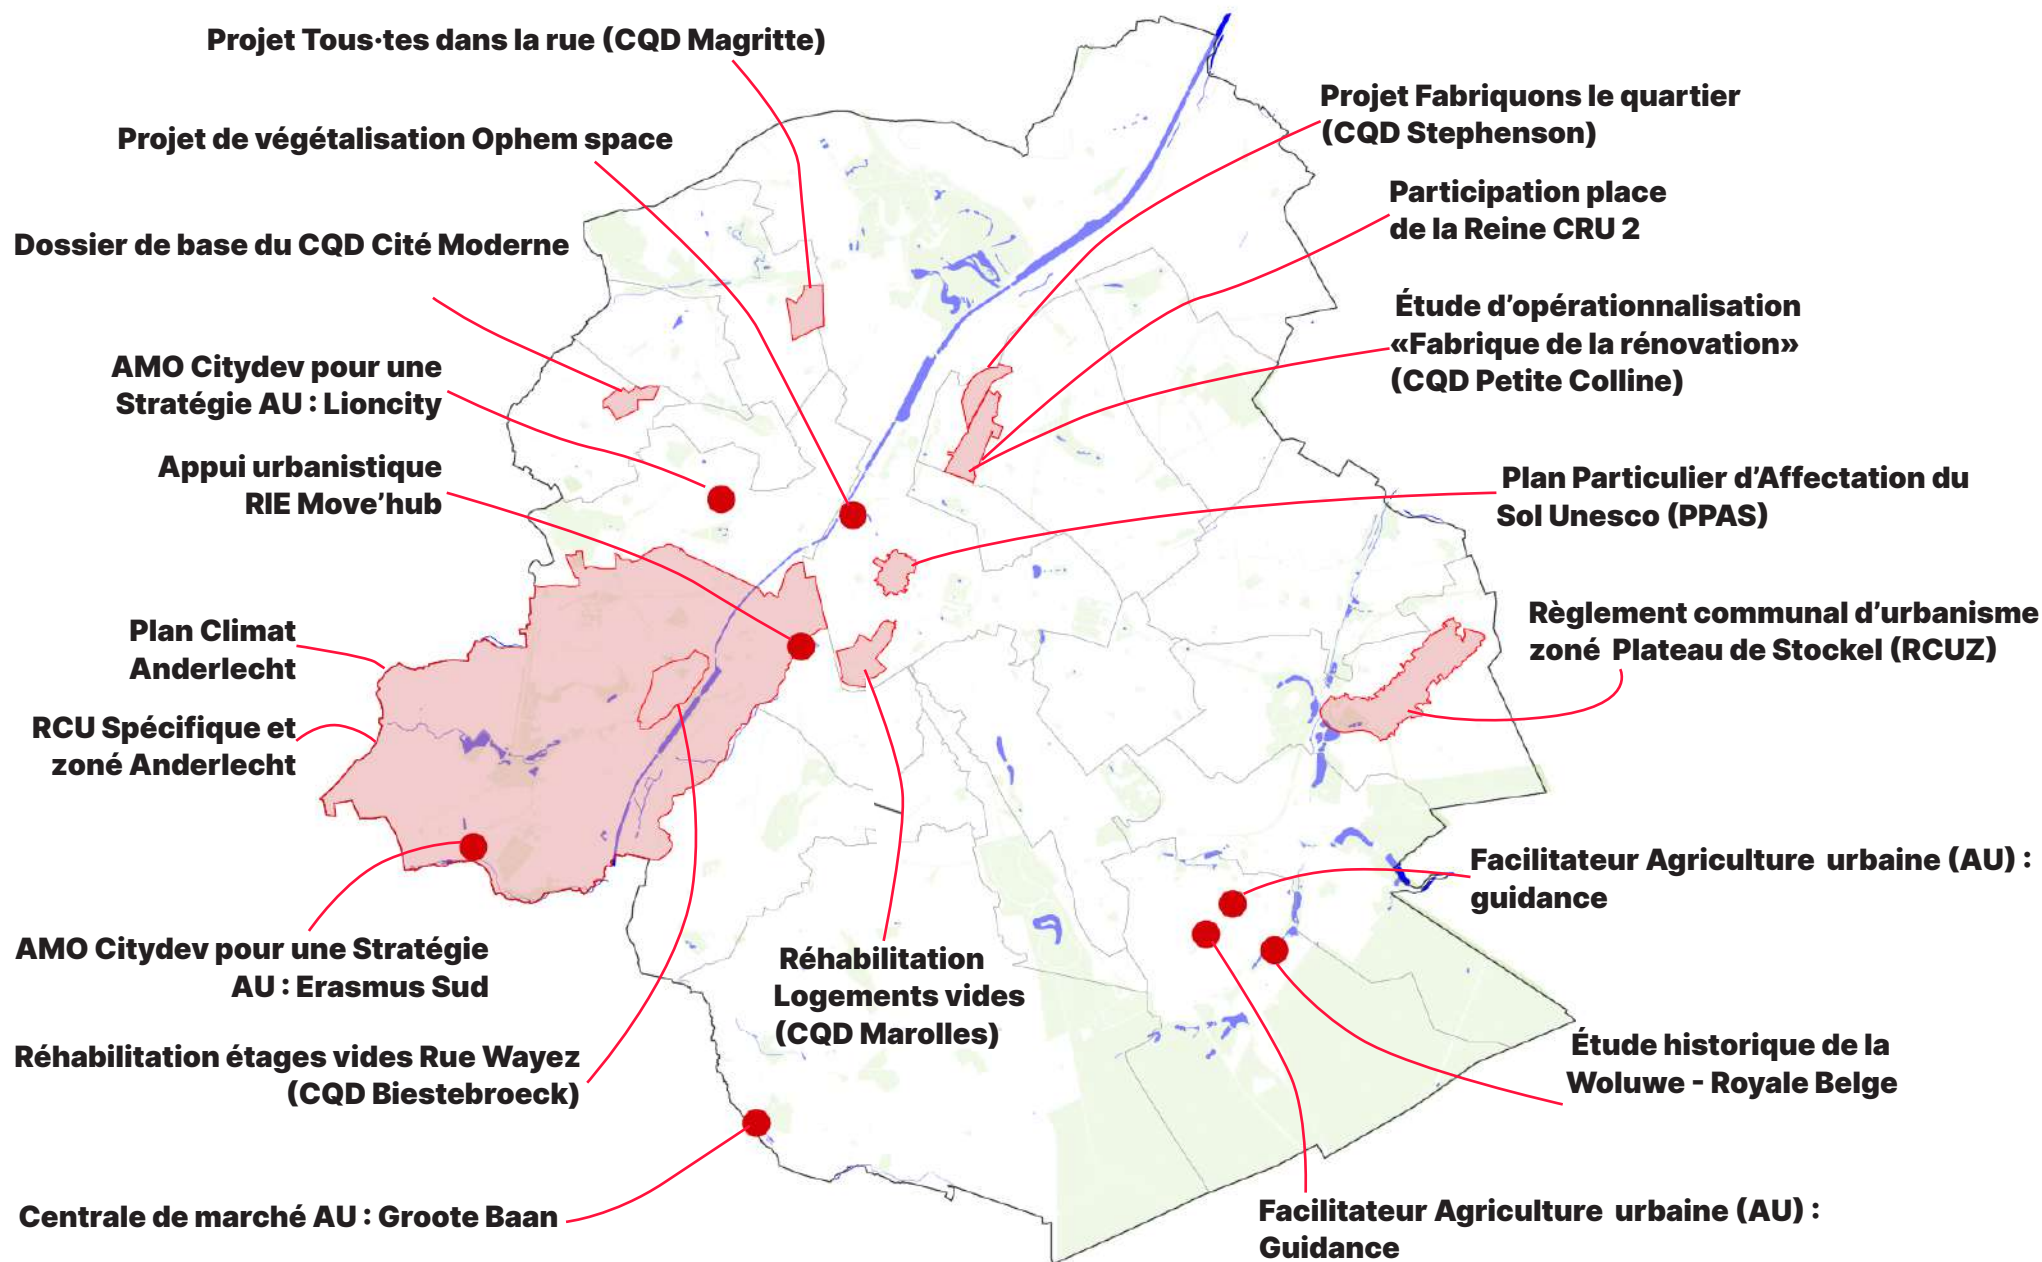 Projet Tous·tes dans la rue (CQD Magritte)
Projet de végétalisation Ophem space
Dossier de base du CQD Cité Moderne
AMO Citydev pour une
Stratégie AU : Lioncity
Appui urbanistique
RIE Move’hub
Plan Climat
Anderlecht
RCU Spécifique et
zoné Anderlecht
AMO Citydev pour une Stratégie
AU : Erasmus Sud
Réhabilitation étages vides Rue Wayez
(CQD Biestebroeck)
Centrale de marché AU : Groote Baan
Réhabilitation
Logements vides
(CQD Marolles)
Projet Fabriquons le quartier
(CQD Stephenson)
Participation place
de la Reine CRU 2
Étude d’opérationnalisation
«Fabrique de la rénovation»
(CQD Petite Colline)
Plan Particulier d’Affectation du
Sol Unesco (PPAS)
Règlement communal d’urbanisme
zoné Plateau de Stockel (RCUZ)
Facilitateur Agriculture urbaine (AU) :
guidance
Étude historique de la
Woluwe - Royale Belge
Facilitateur Agriculture urbaine (AU) :
Guidance